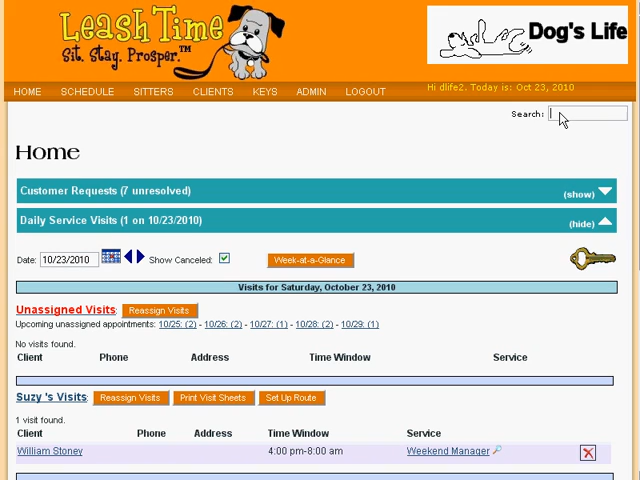 Leash Time
Sit. Stay. Prosper.™
Dog's Life
HOME SCHEDULE SITTERS CLIENTS KEYS ADMIN LOGOUT
Hi dlife2. Today is: Oct 23, 2010
Search:
Home
Customer Requests (7 unresolved) (show)
Daily Service Visits (1 on 10/23/2010) (hide)
Date: 10/23/2010 Show Canceled: Week-at-a-Glance
Visits for Saturday, October 23, 2010
Unassigned Visits: Reassign Visits
Upcoming unassigned appointments: 10/25: (2) - 10/26: (2) - 10/27: (1) - 10/28: (2) - 10/29: (1)
No visits found.
Client Phone Address Time Window Service
Suzy 's Visits: Reassign Visits Print Visit Sheets Set Up Route
1 visit found.
Client Phone Address Time Window Service
William Stoney 4:00 pm-8:00 am Weekend Manager